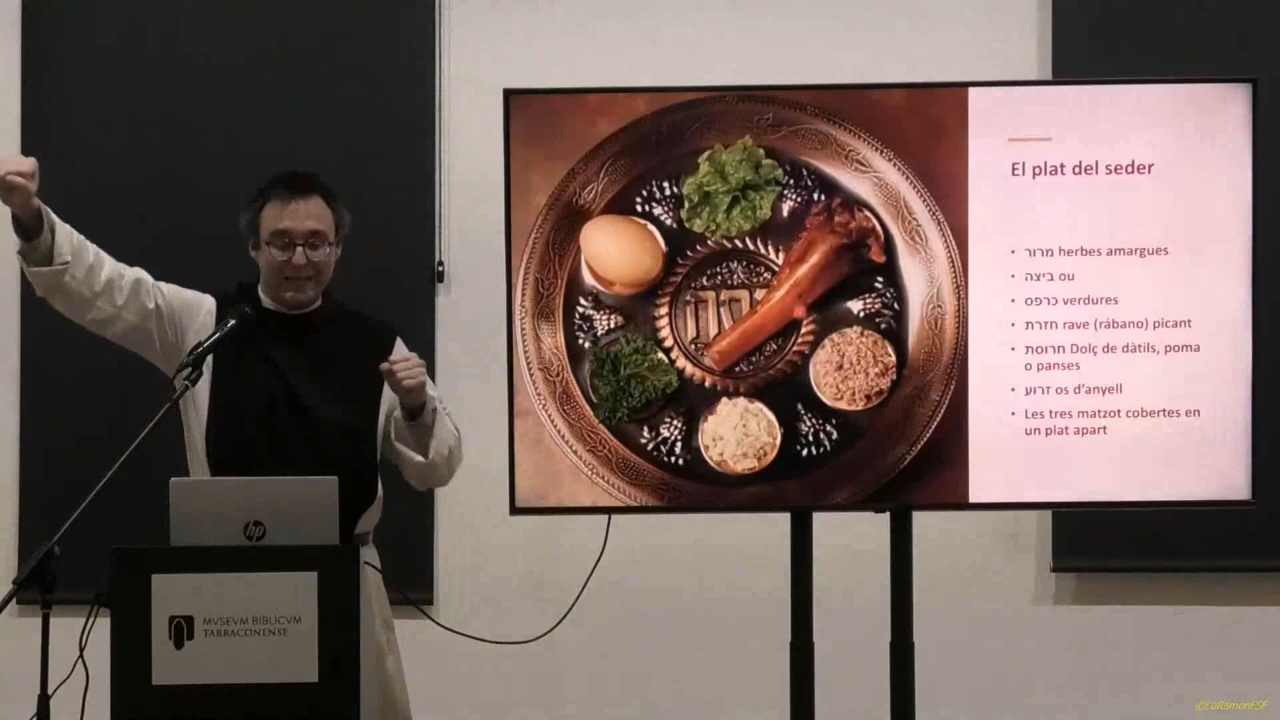 El plat del seder
• מרור herbes amargues
• ביצה ou
• כרפס verdures
• חזרת rave (rábano) picant
• חרוסת Dolç de dàtils, poma
o panses
• זרוע os d'anyell
• Les tres matzot cobertes en
un plat apart
פסח
hp
MVSEVM BIBLICVM
TARRACONENSE
©LoRamonFSF